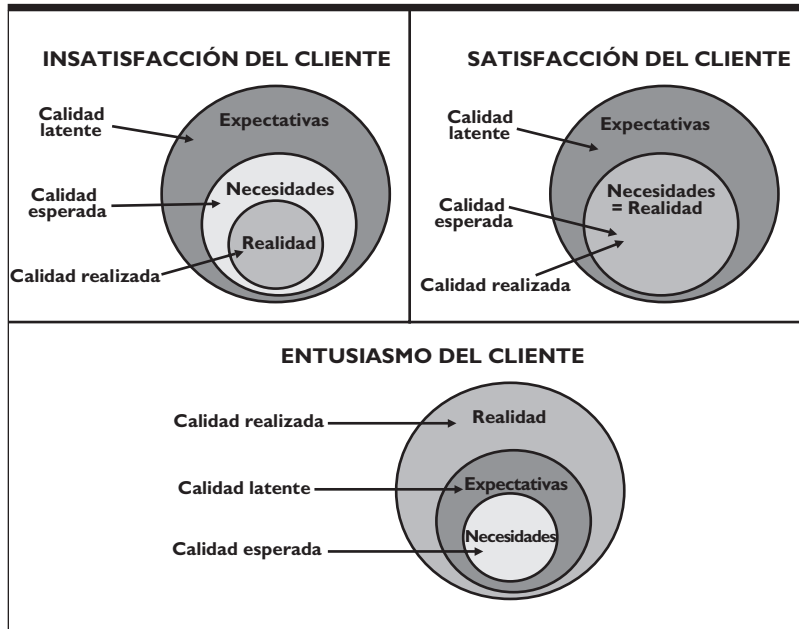 INSATISFACCIÓN DEL CLIENTE
Calidad
latente
Expectativas
Calidad
esperada
Necesidades
Realidad
Calidad realizada
SATISFACCIÓN DEL CLIENTE
Calidad
latente
Expectativas
Calidad
esperada
Necesidades
= Realidad
Calidad realizada
ENTUSIASMO DEL CLIENTE
Calidad realizada
Realidad
Calidad latente
Expectativas
Calidad esperada
Necesidades